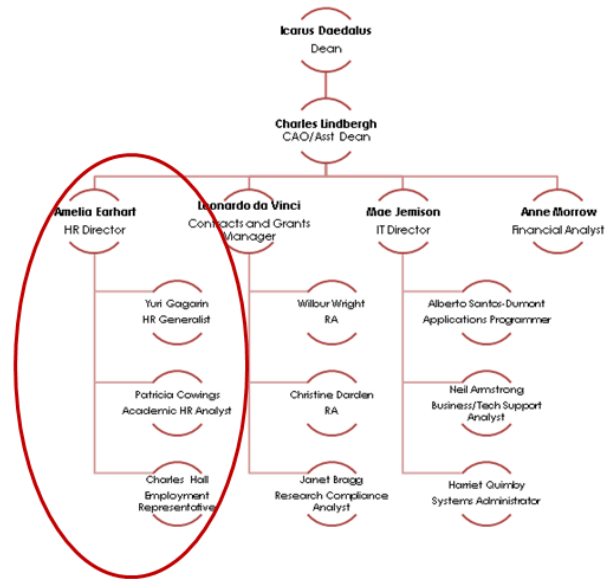 Icarus Daedalus
Dean
Charles Lindbergh
CAO/Asst Dean
Amelia Earhart
HR Director
Leonardo da Vinci
Contracts and Grants
Manager
Mae Jemison
IT Director
Anne Morrow
Financial Analyst
Yuri Gagarin
HR Generalist
Wilbur Wright
RA
Alberto Santos-Dumont
Applications Programmer
Patricia Cowings
Academic HR Analyst
Christine Darden
RA
Neil Armstrong
Business/Tech Support
Analyst
Charles Hall
Employment
Representative
Janet Bragg
Research Compliance
Analyst
Harriet Quimby
Systems Administrator